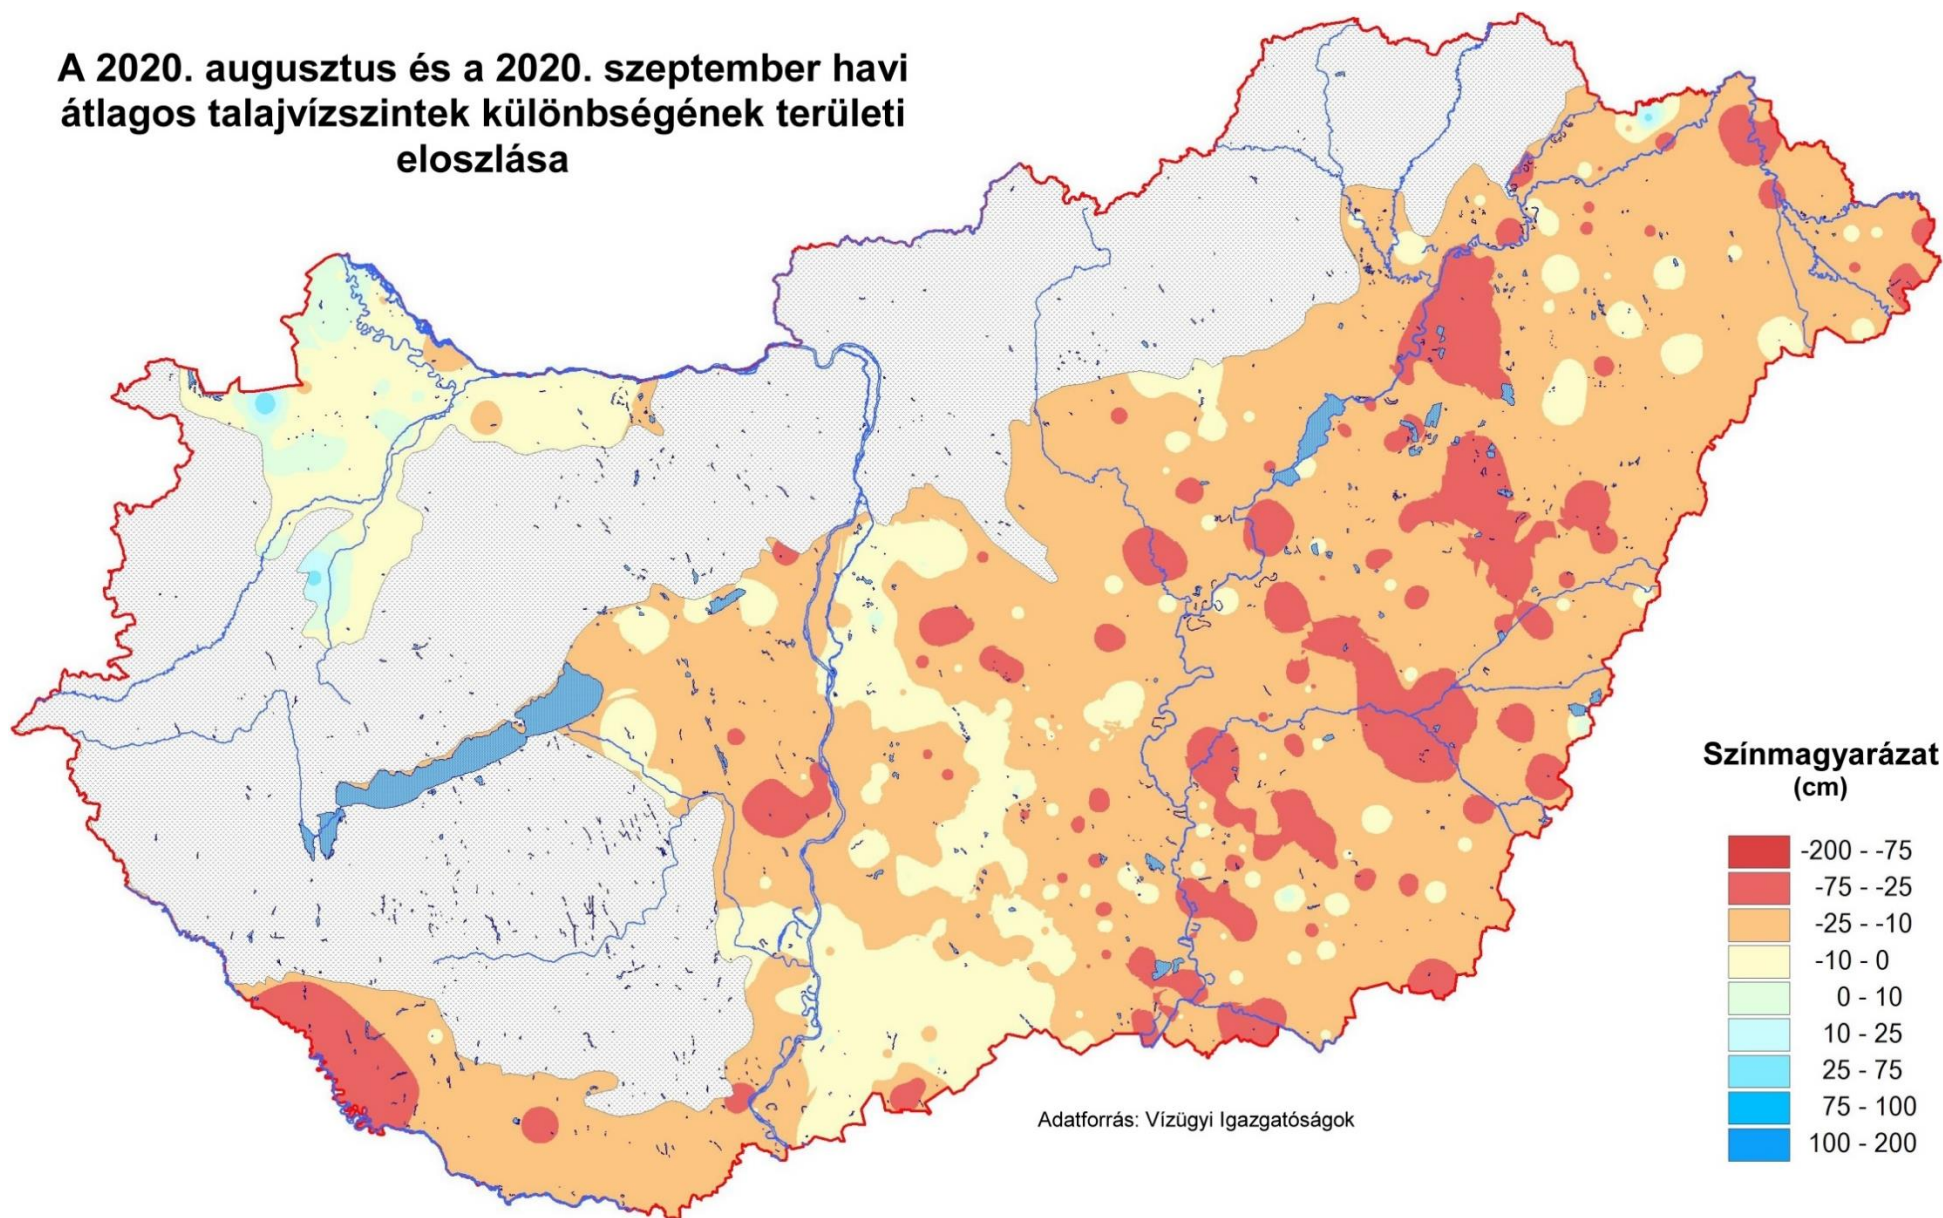 A 2020. augusztus és a 2020. szeptember havi
átlagos talajvízszintek különbségének területi
eloszlása
Színmagyarázat
(cm)
-200 - -75
-75 - -25
-25 - -10
-10 - 0
0 - 10
10 - 25
25 - 75
75 - 100
100 - 200
Adatforrás: Vízügyi Igazgatóságok